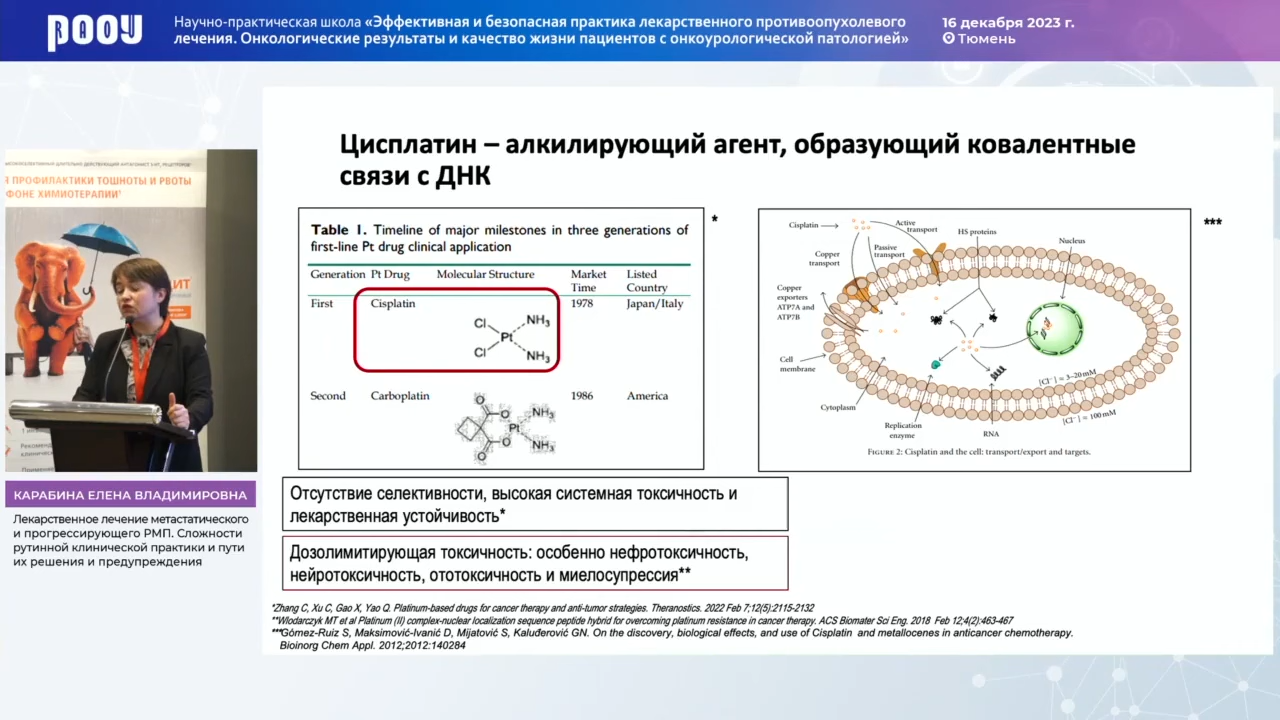 РООУ
RAOU
Научно-практическая школа «Эффективная и безопасная практика лекарственного противоопухолевого
лечения. Онкологические результаты и качество жизни пациентов с онкоурологической патологией»
16 декабря 2023 г.
Тюмень
Я ПРОФИЛАКТИКИ ТОШНОТЫ И РВОТЫ
ФОНЕ ХИМИОТЕРАПИИ¹
КАРАБИНА ЕЛЕНА ВЛАДИМИРОВНА
Лекарственное лечение метастатического
и прогрессирующего РМП. Сложности
рутинной клинической практики и пути
их решения и предупреждения
Цисплатин – алкилирующий агент, образующий ковалентные
связи с ДНК
Table 1. Timeline of major milestones in three generations of
first-line Pt drug clinical application
Generation Pt Drug Molecular Structure Market Time Listed Country
First Cisplatin 1978 Japan/Italy
Cl NH₃
Pt
Cl NH₃
Second Carboplatin 1986 America
O
O NH₃
Pt
O NH₃
O
*
Cisplatin
Active
transport
HS proteins
Nucleus
Passive
transport
Copper
transport
Copper
exporters
ATP7A and
ATP7B
Cell
membrane
Cytoplasm
Replication
enzyme
RNA
[Cl⁻] = 3–20 mM
[Cl⁻] = 100 mM
Figure 2: Cisplatin and the cell: transport/export and targets.
***
Отсутствие селективности, высокая системная токсичность и
лекарственная устойчивость*
Дозолимитирующая токсичность: особенно нефротоксичность,
нейротоксичность, ототоксичность и миелосупрессия**
*Zhang C, Xu C, Gao X, Yao Q. Platinum-based drugs for cancer therapy and anti-tumor strategies. Theranostics. 2022 Feb 7;12(5):2115-2132
**Wlodarczyk MT et al Platinum (II) complex-nuclear localization sequence peptide hybrid for overcoming platinum resistance in cancer therapy. ACS Biomater Sci Eng. 2018 Feb 12;4(2):463-467
***Gómez-Ruiz S, Maksimović-Ivanić D, Mijatović S, Kaluđerović GN. On the discovery, biological effects, and use of Cisplatin and metallocenes in anticancer chemotherapy.
Bioinorg Chem Appl. 2012;2012:140284